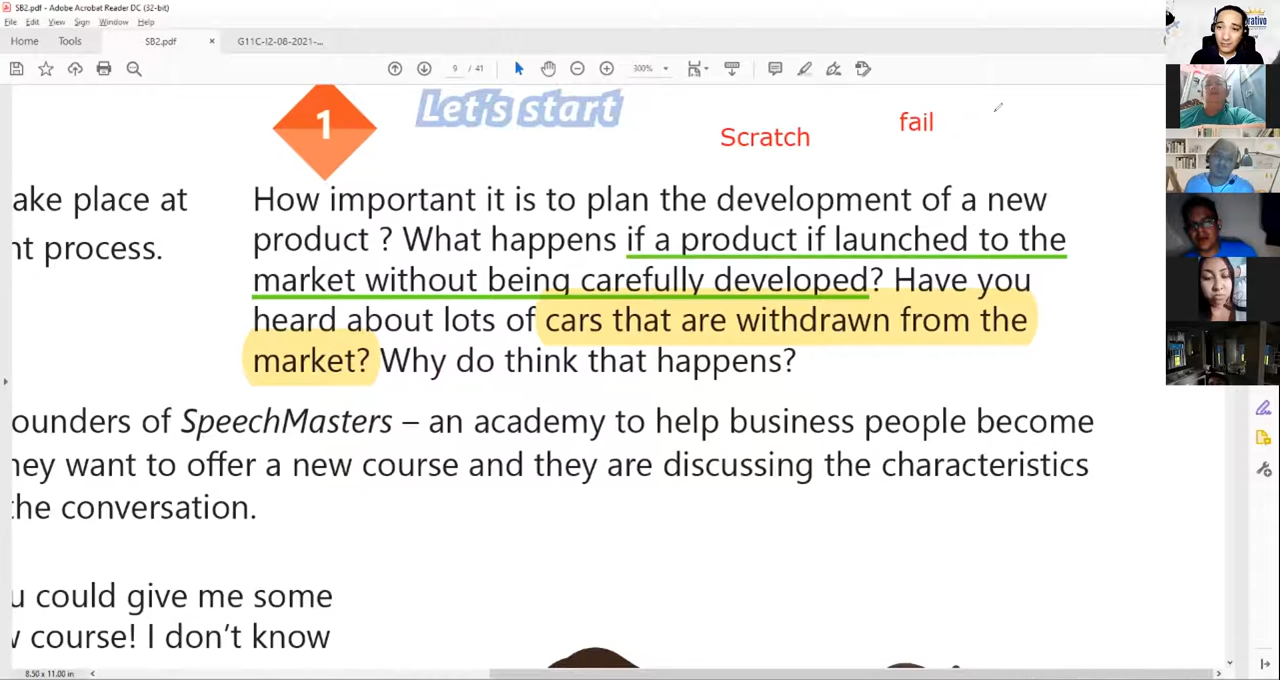 SB2.pdf - Adobe Acrobat Reader DC (32-bit)
File Edit View Sign Window Help
Home Tools SB2.pdf × G11C-I2-08-2021-...
9 / 41 300%
1 Let's start
Scratch fail
ake place at
nt process.
How important it is to plan the development of a new
product ? What happens if a product if launched to the
market without being carefully developed? Have you
heard about lots of cars that are withdrawn from the
market? Why do think that happens?
ounders of SpeechMasters – an academy to help business people become
hey want to offer a new course and they are discussing the characteristics
the conversation.
u could give me some
w course! I don't know
8.50 x 11.00 in